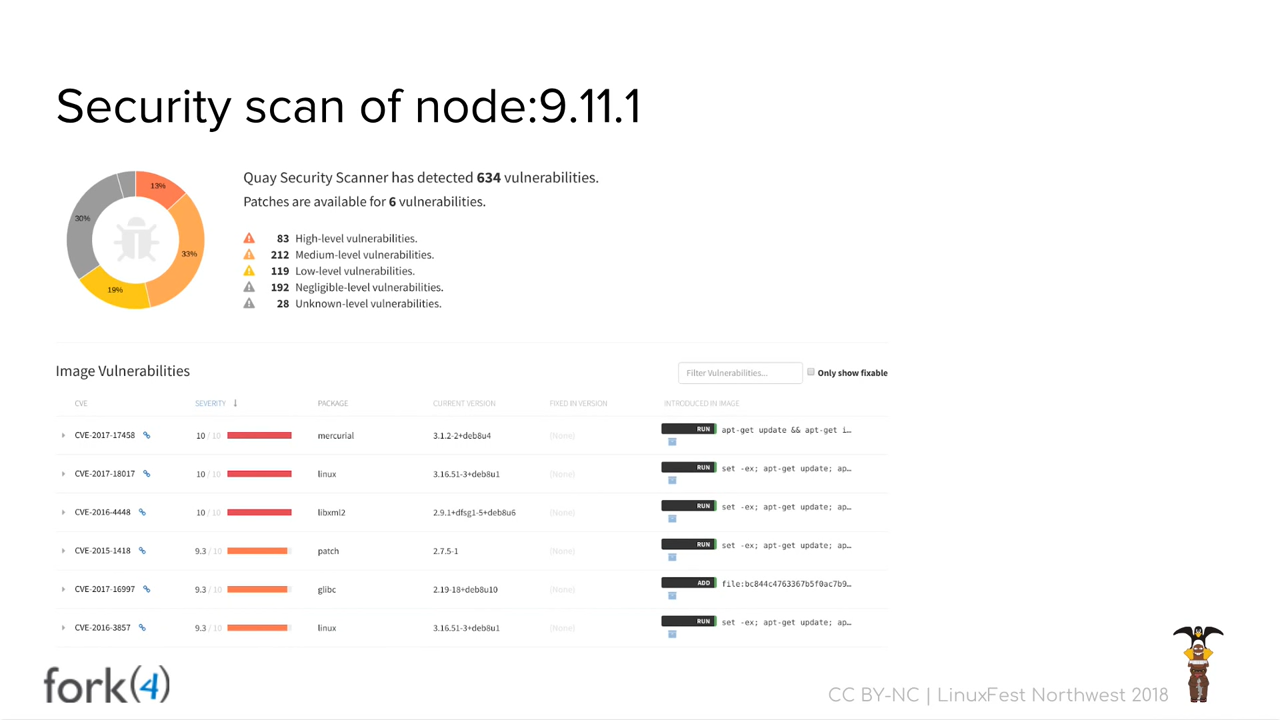 Security scan of node:9.11.1
13%
30%
33%
19%
Quay Security Scanner has detected 634 vulnerabilities.
Patches are available for 6 vulnerabilities.
83 High-level vulnerabilities.
212 Medium-level vulnerabilities.
119 Low-level vulnerabilities.
192 Negligible-level vulnerabilities.
28 Unknown-level vulnerabilities.
Image Vulnerabilities
Filter Vulnerabilities... Only show fixable
CVE SEVERITY ↓ PACKAGE CURRENT VERSION FIXED IN VERSION INTRODUCED IN IMAGE
CVE-2017-17458 10 / 10 mercurial 3.1.2-2+deb8u4 (None) RUN apt-get update && apt-get i…
CVE-2017-18017 10 / 10 linux 3.16.51-3+deb8u1 (None) RUN set -ex; apt-get update; ap…
CVE-2016-4448 10 / 10 libxml2 2.9.1+dfsg1-5+deb8u6 (None) RUN set -ex; apt-get update; ap…
CVE-2015-1418 9.3 / 10 patch 2.7.5-1 (None) RUN set -ex; apt-get update; ap…
CVE-2017-16997 9.3 / 10 glibc 2.19-18+deb8u10 (None) ADD file:bc844c4763367b5f0ac7b9…
CVE-2016-3857 9.3 / 10 linux 3.16.51-3+deb8u1 (None) RUN set -ex; apt-get update; ap…
fork(4)
CC BY-NC | LinuxFest Northwest 2018